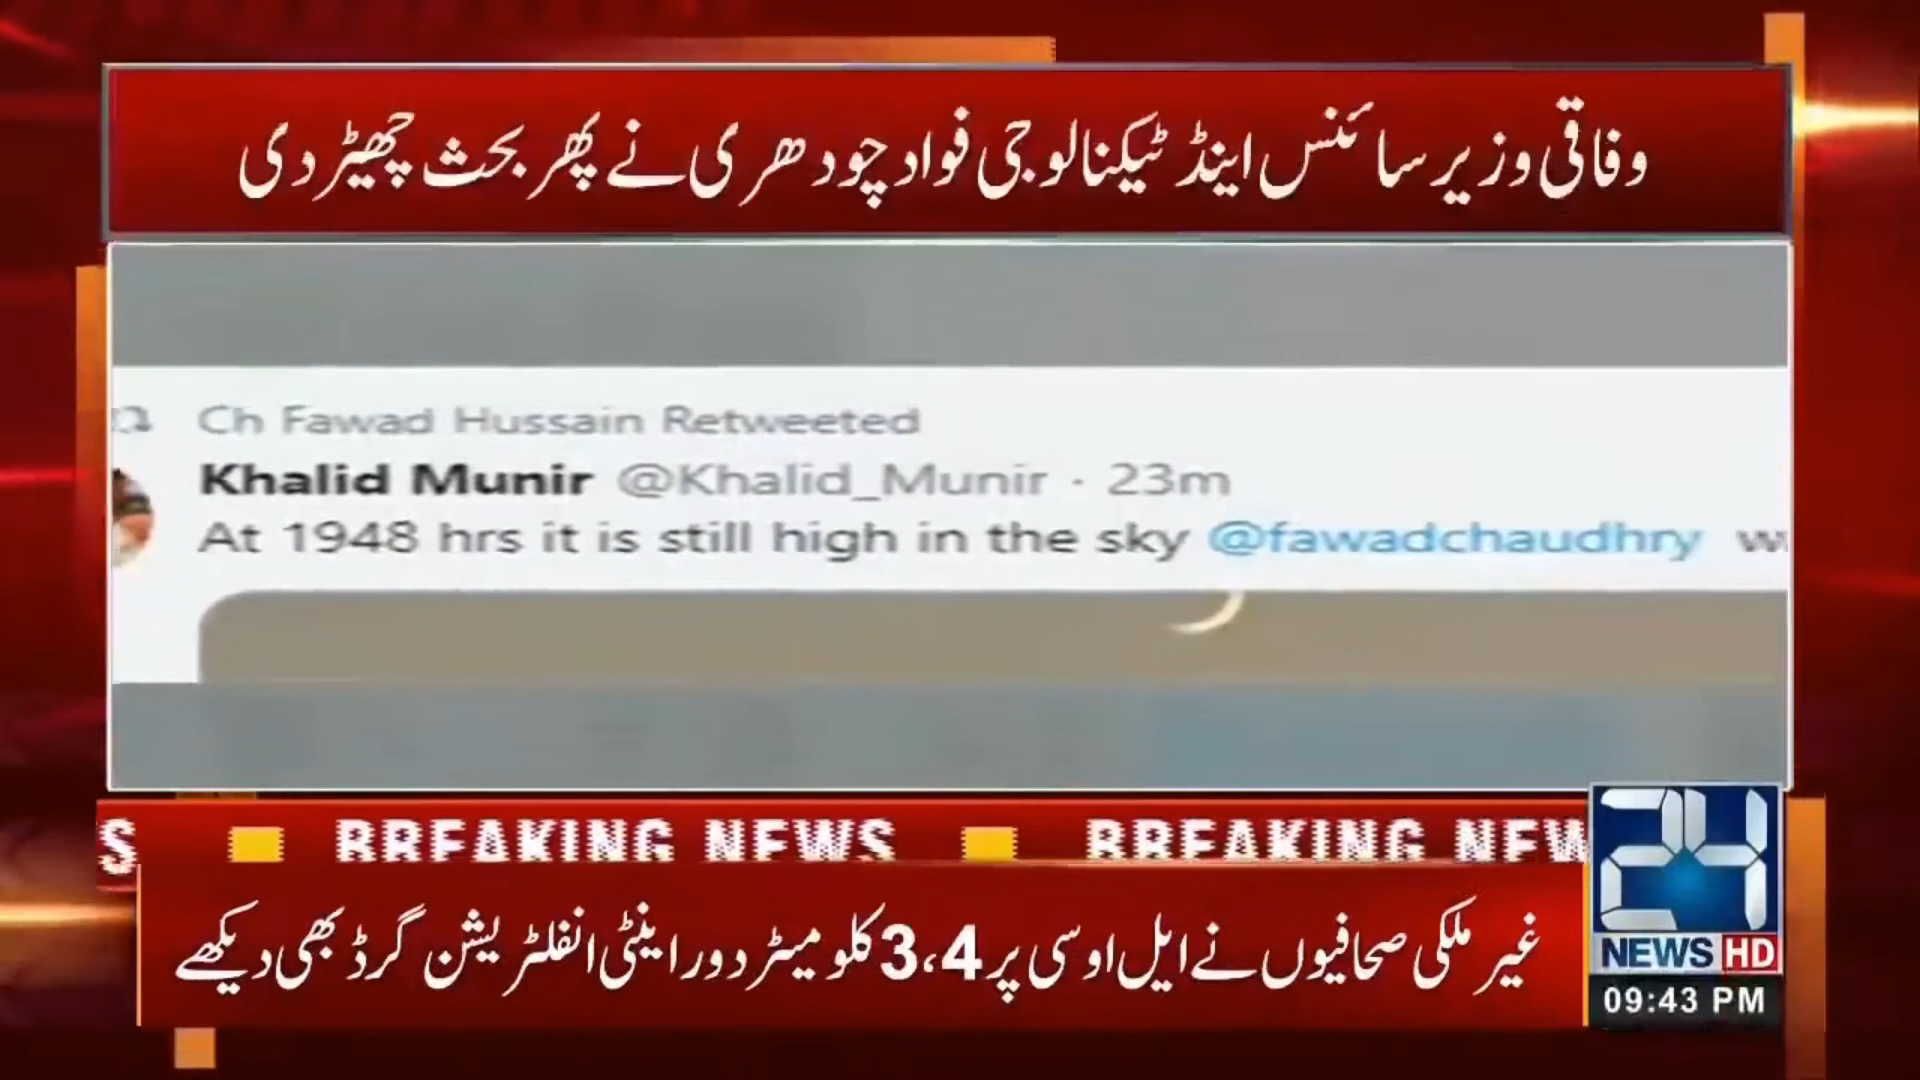 وفاقی وزیر سائنس اینڈ ٹیکنالوجی فواد چودھری نے پھر بحث چھیڑ دی
Ch Fawad Hussain Retweeted
Khalid Munir @Khalid_Munir · 23m
At 1948 hrs it is still high in the sky @fawadchaudhry
S BREAKING NEWS BREAKING NEW
غیر ملکی صحافیوں نے ایل او سی پر 3،4 کلو میٹر دور اینٹی انفلٹریشن گرڈ بھی دیکھے
24
NEWS HD
09:43 PM